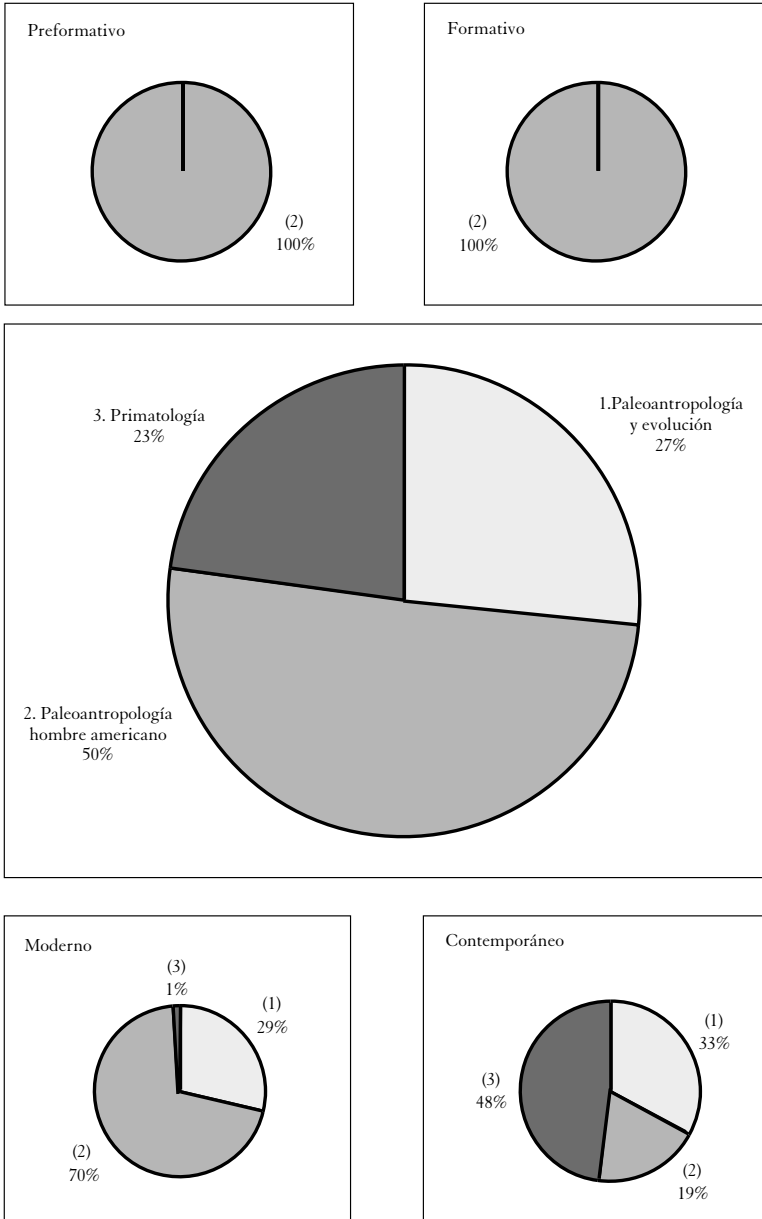 Preformativo
(2)
100%
Formativo
(2)
100%
3. Primatología
23%
1.Paleoantropología
y evolución
27%
2. Paleoantropología
hombre americano
50%
Moderno
(3)
1%
(1)
29%
(2)
70%
Contemporáneo
(1)
33%
(3)
48%
(2)
19%